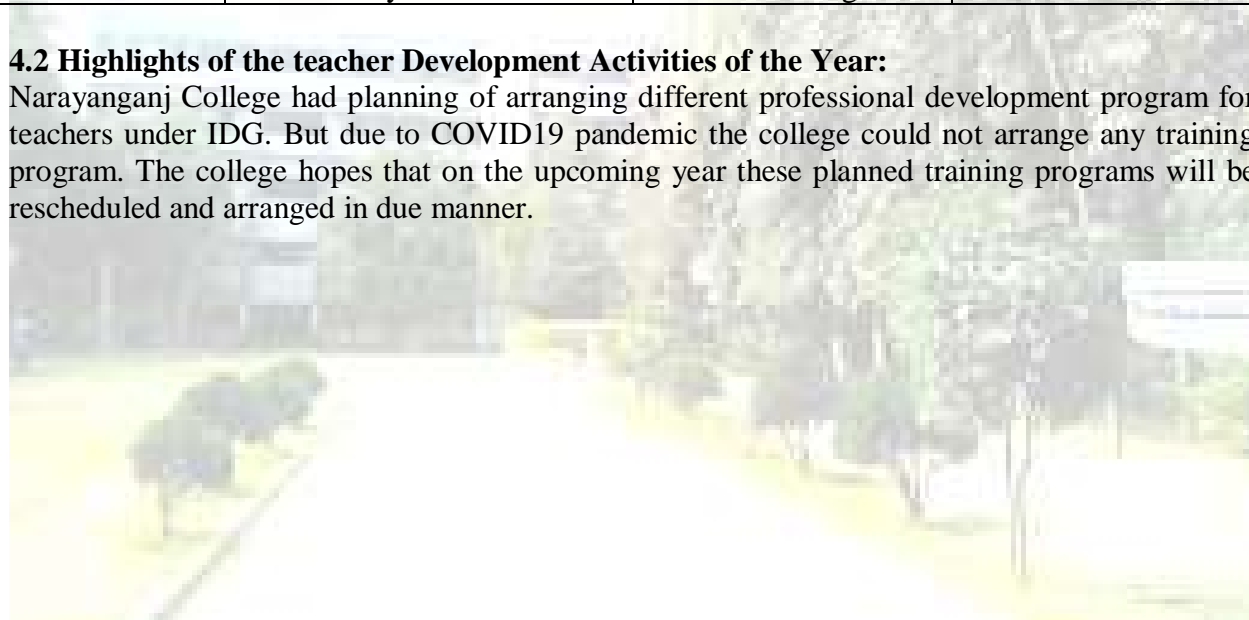 4.2 Highlights of the teacher Development Activities of the Year:
Narayanganj College had planning of arranging different professional development program for
teachers under IDG. But due to COVID19 pandemic the college could not arrange any training
program. The college hopes that on the upcoming year these planned training programs will be
rescheduled and arranged in due manner.